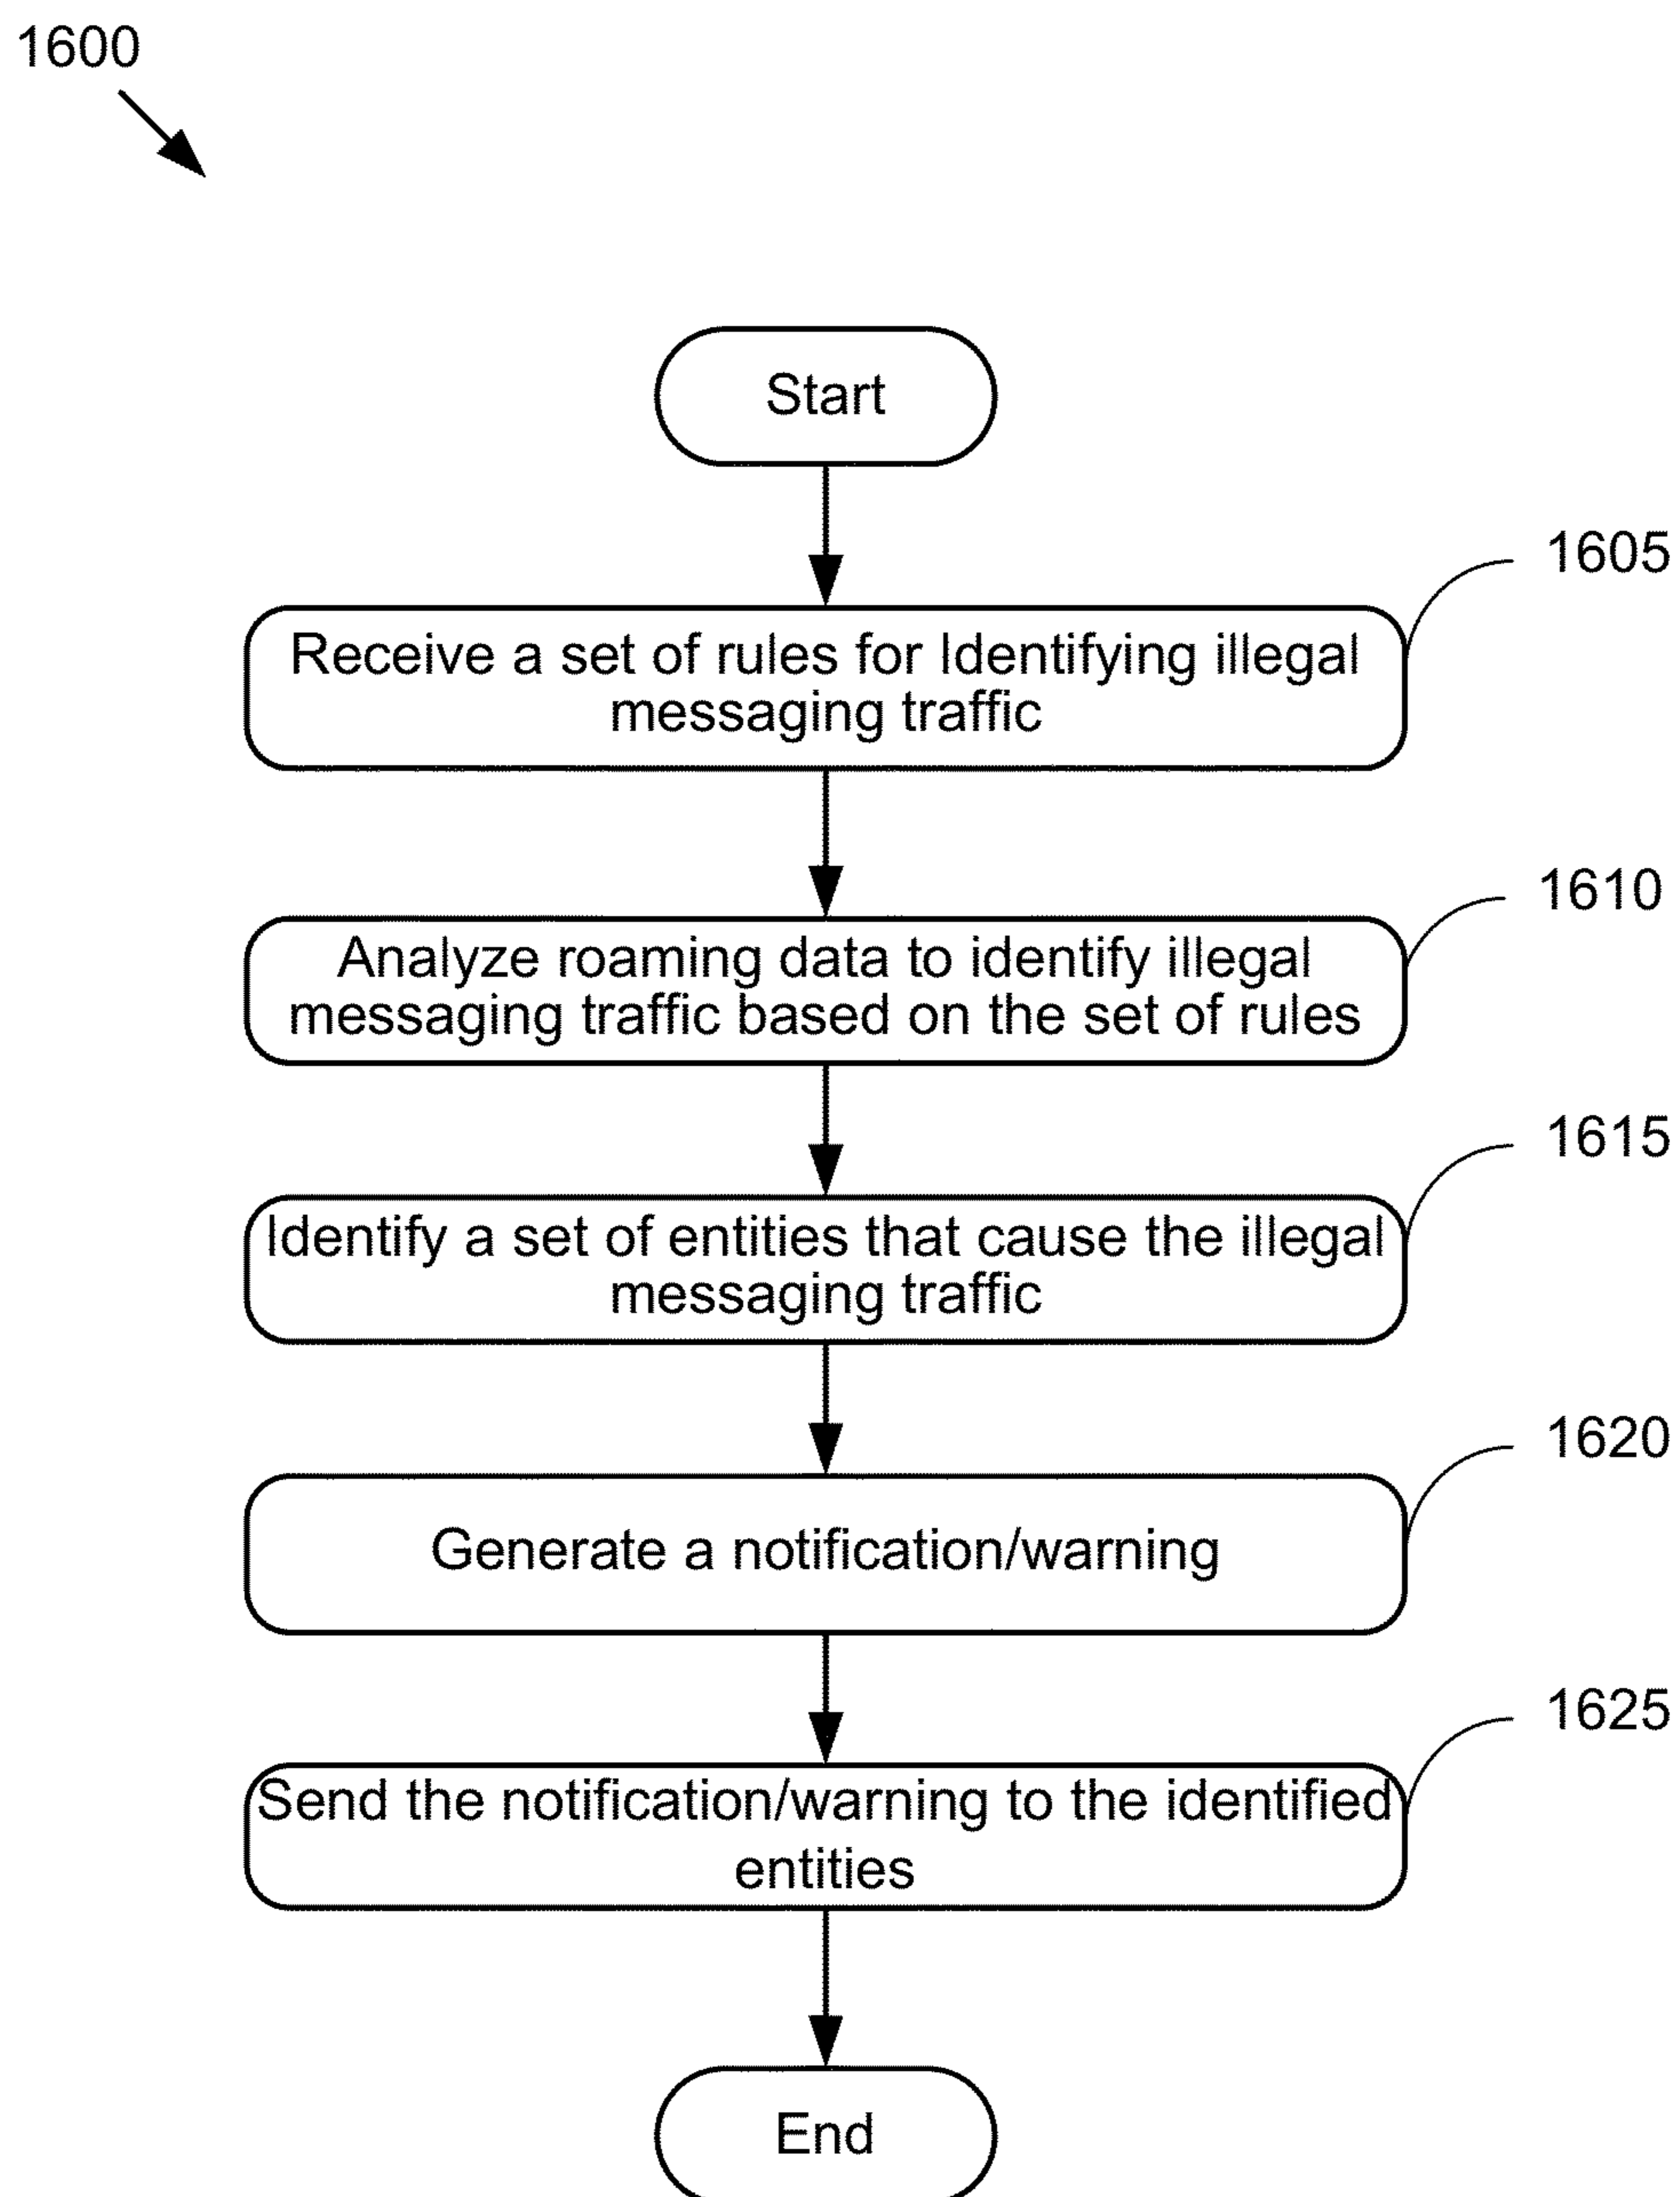 1600
Start
1605
Receive a set of rules for Identifying illegal
messaging traffic
1610
Analyze roaming data to identify illegal
messaging traffic based on the set of rules
1615
Identify a set of entities that cause the illegal
messaging traffic
1620
Generate a notification/warning
1625
Send the notification/warning to the identified
entities
End